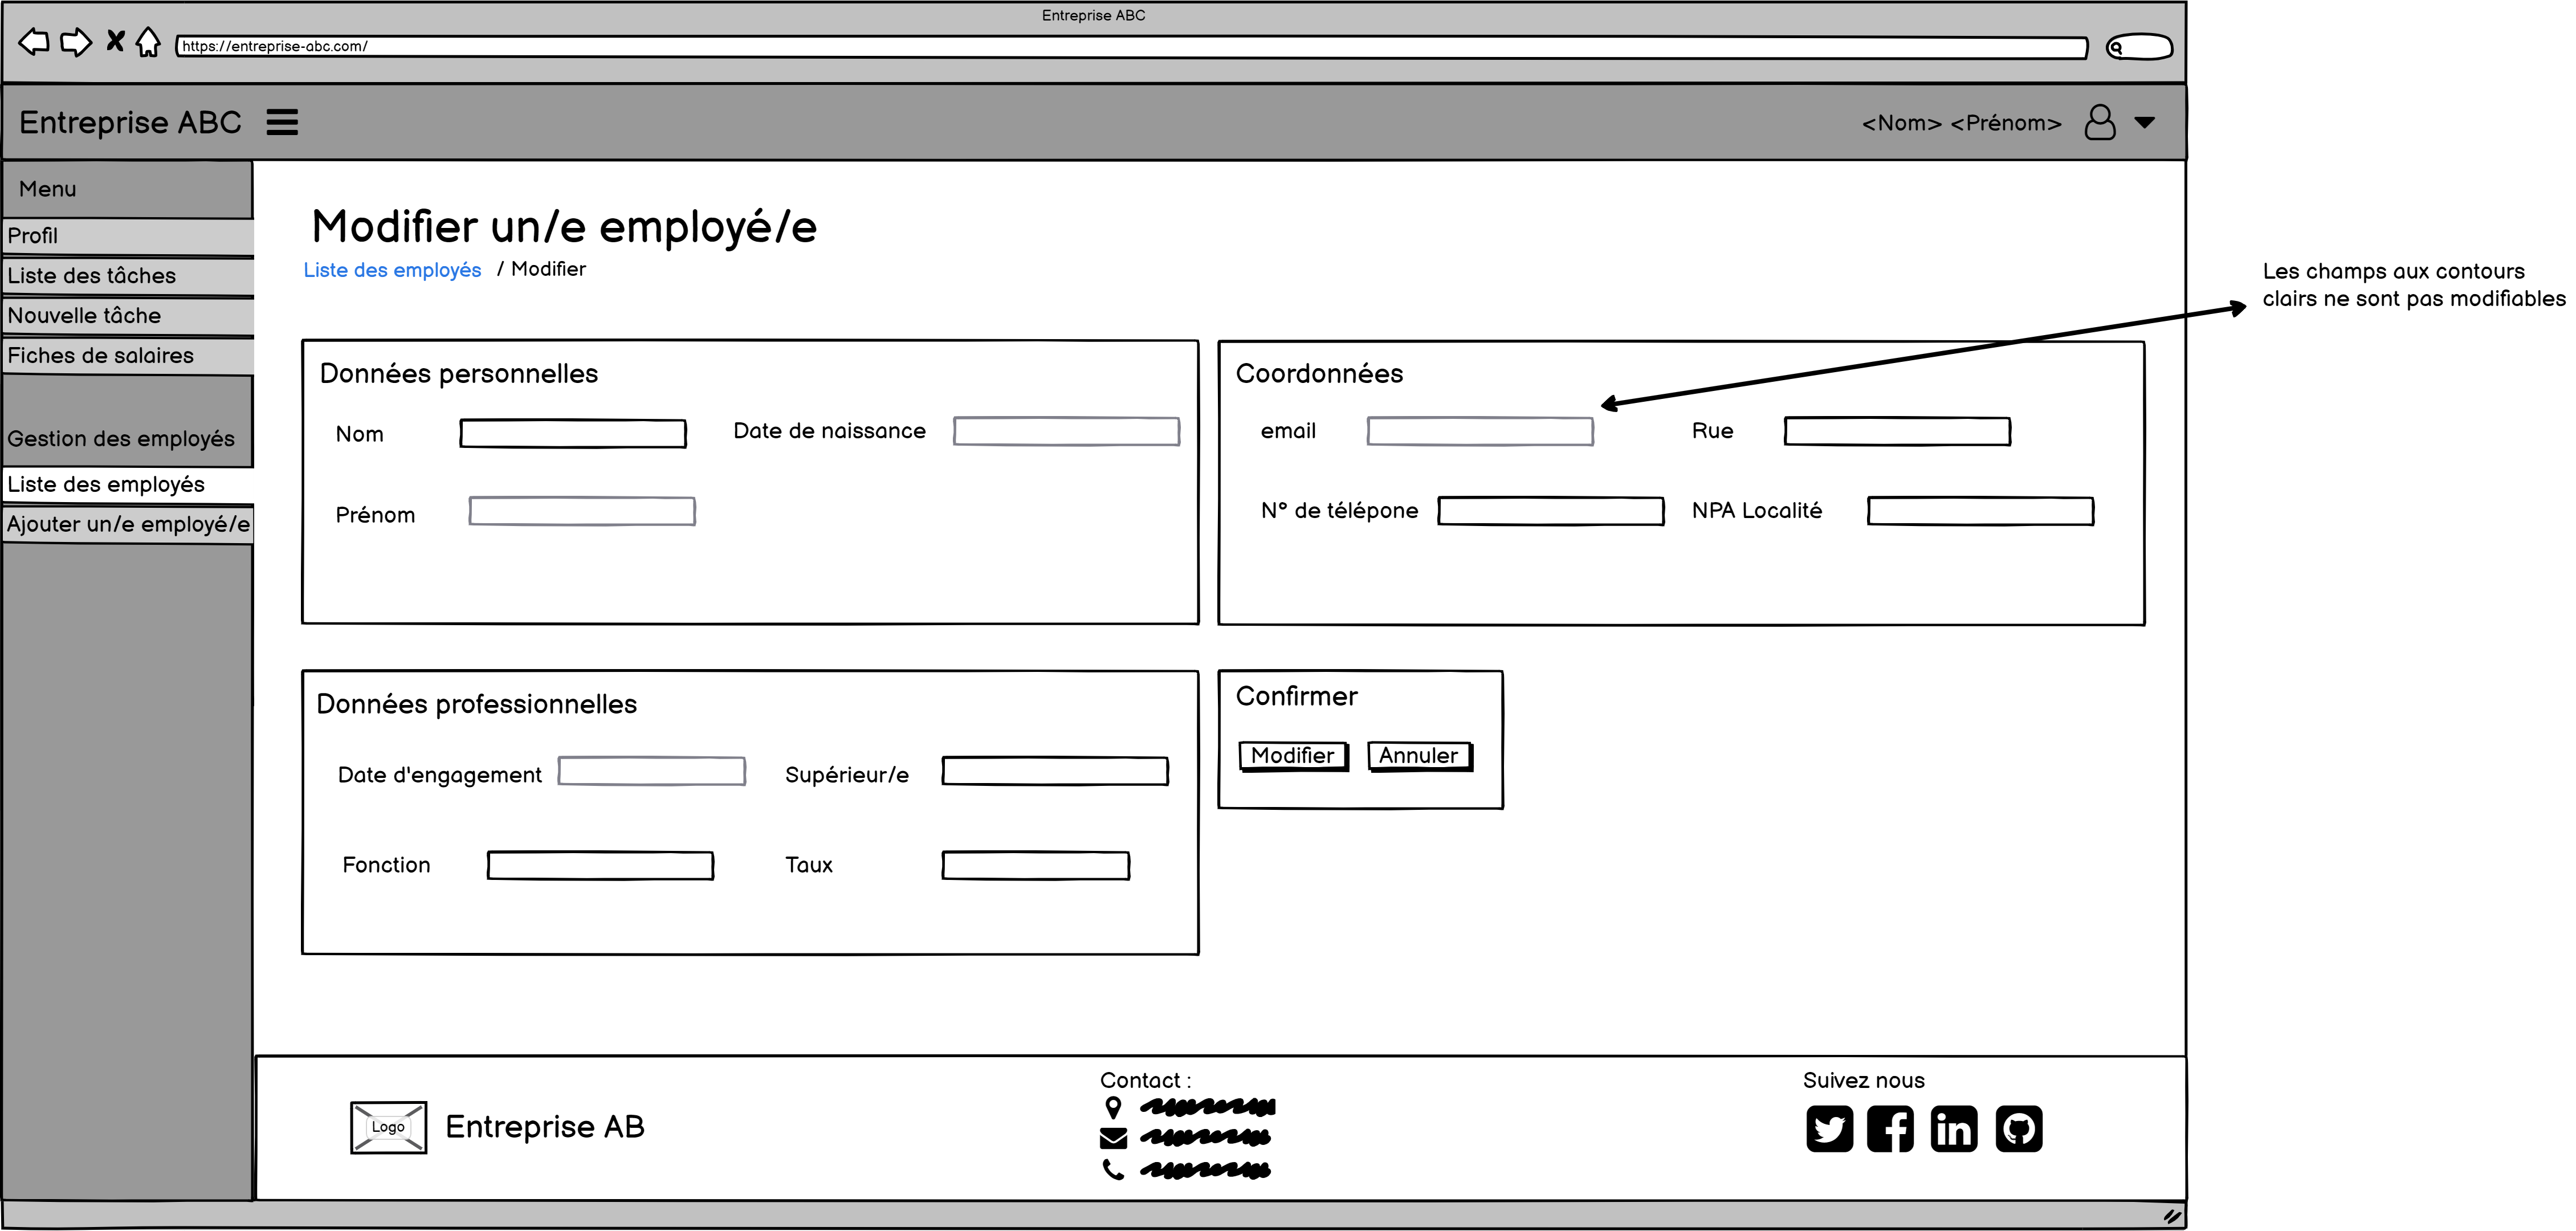 Entreprise ABC
https://entreprise-abc.com/
Entreprise ABC
<Nom> <Prénom>
Menu
Profil
Liste des tâches
Nouvelle tâche
Fiches de salaires
Gestion des employés
Liste des employés
Ajouter un/e employé/e
Modifier un/e employé/e
Liste des employés / Modifier
Les champs aux contours
clairs ne sont pas modifiables
Données personnelles
Nom
Date de naissance
Prénom
Coordonnées
email
Rue
N° de télépone
NPA Localité
Données professionnelles
Date d'engagement
Supérieur/e
Fonction
Taux
Confirmer
Modifier
Annuler
Logo
Entreprise AB
Contact :
Suivez nous